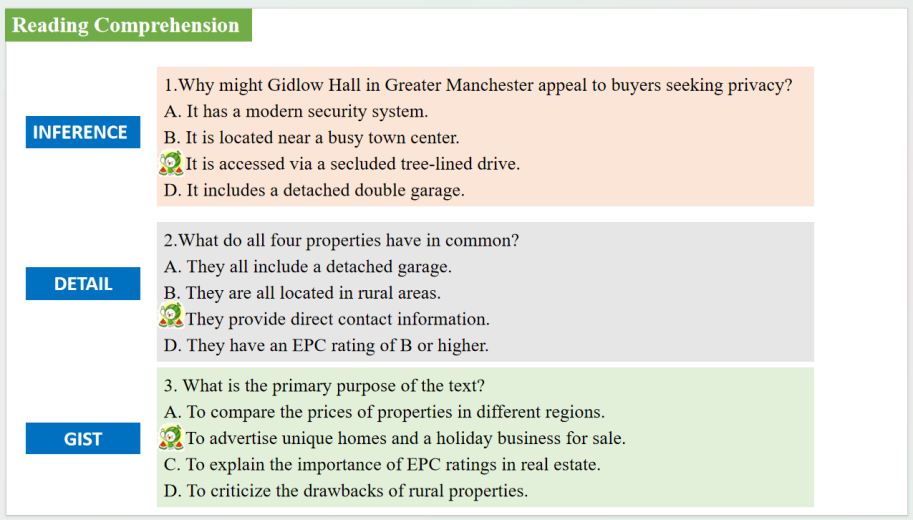 Reading Comprehension
1.Why might Gidlow Hall in Greater Manchester appeal to buyers seeking privacy?
A. It has a modern security system.
INFERENCE
B. It is located near a busy town center.
It is accessed via a secluded tree-lined drive.
D. It includes a detached double garage.
2.What do all four properties have in common?
A. They all include a detached garage.
DETAIL
B. They are all located in rural areas.
They provide direct contact information.
D. They have an EPC rating of B or higher.
3. What is the primary purpose of the text?
A. To compare the prices of properties in different regions.
GIST
To advertise unique homes and a holiday business for sale.
C. To explain the importance of EPC ratings in real estate.
D. To criticize the drawbacks of rural properties.